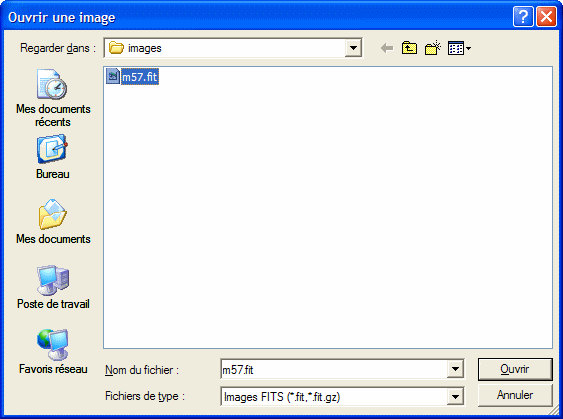 Ouvrir une image
Regarder dans :
images
m57.fit
Mes documents
récents
Bureau
Mes documents
Poste de travail
Favoris réseau
Nom du fichier :
m57.fit
Ouvrir
Fichiers de type :
Images FITS (*.fit,*.fit.gz)
Annuler